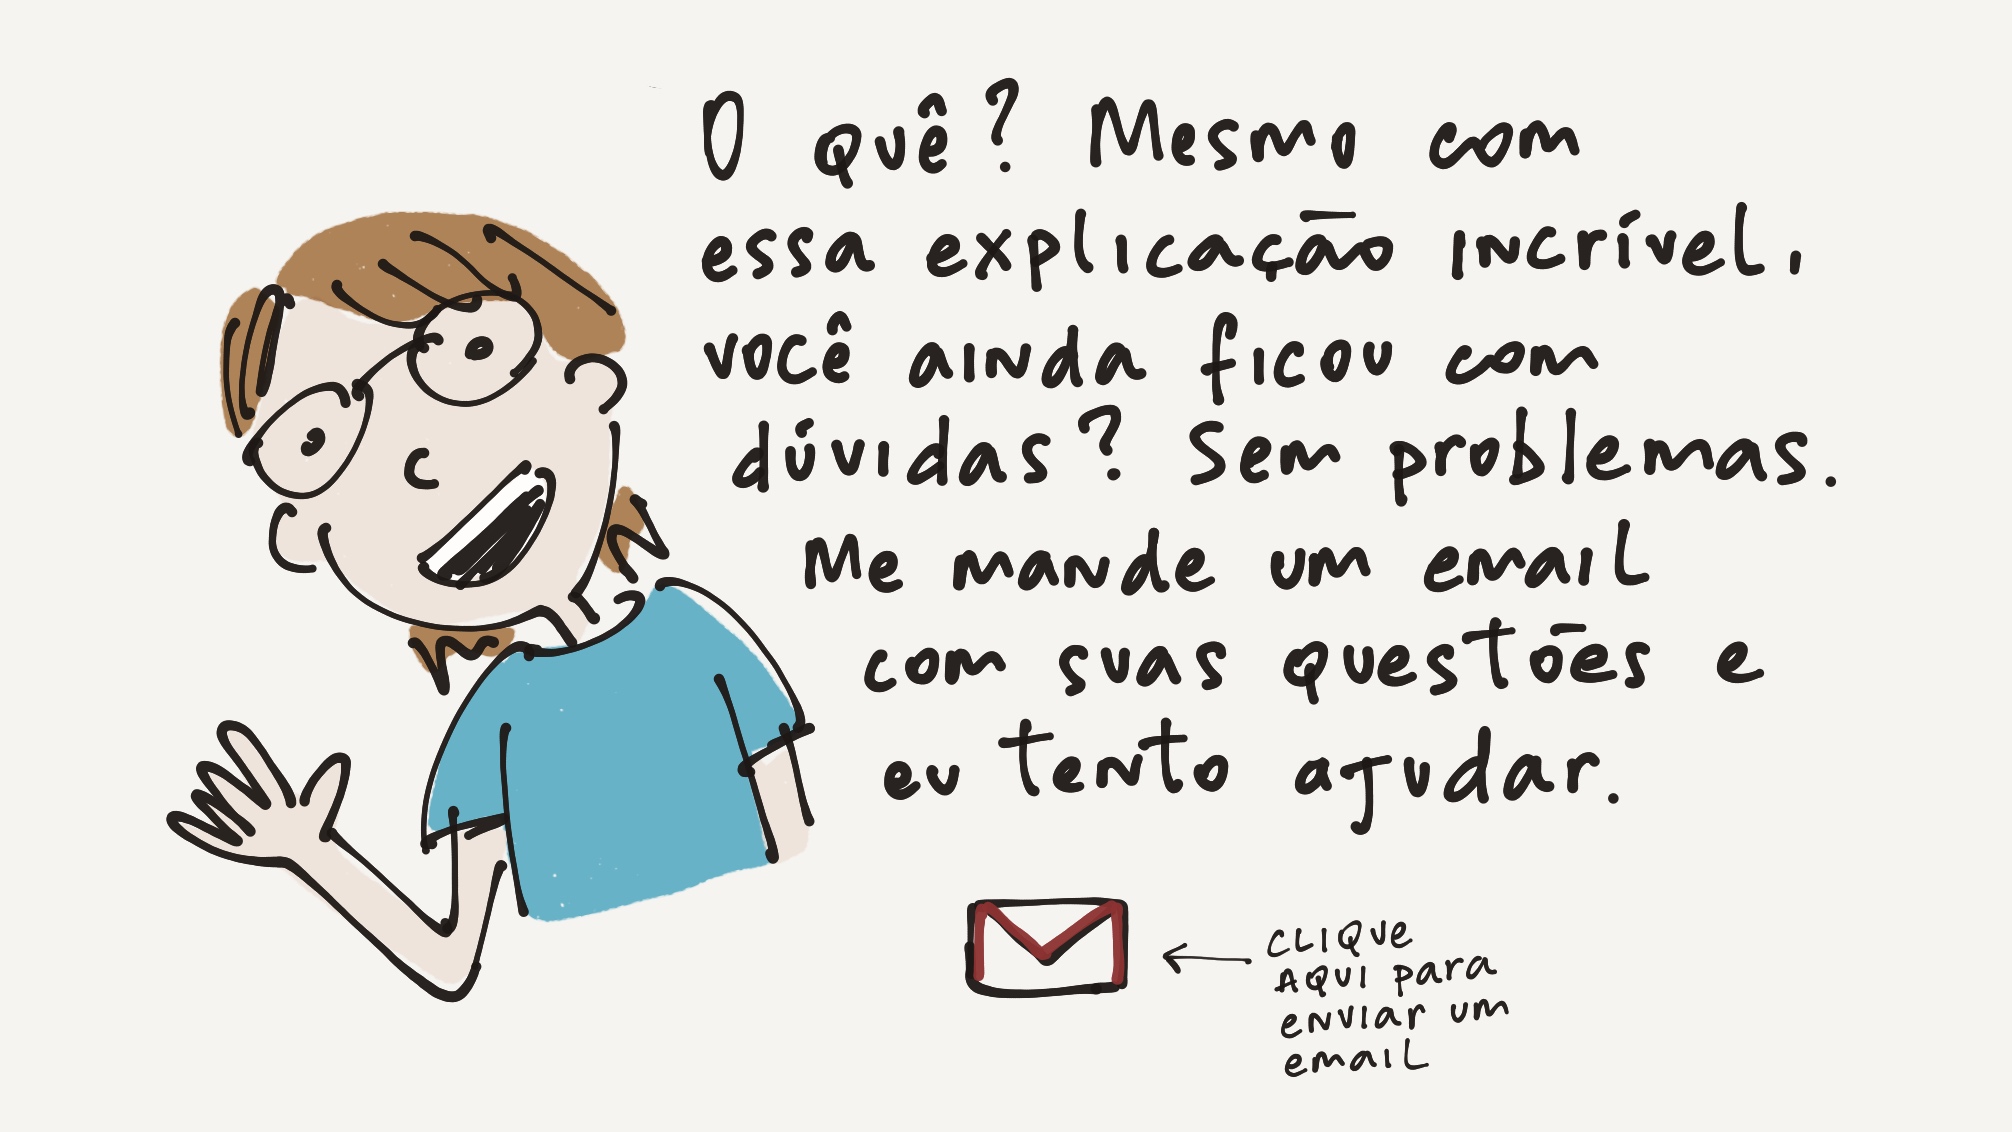 O quê? Mesmo com
essa explicação incrível,
você ainda ficou com
dúvidas? Sem problemas.
Me mande um email
com suas questões e
eu tento ajudar.
CLIQUE
AQUI para
enviar um
email